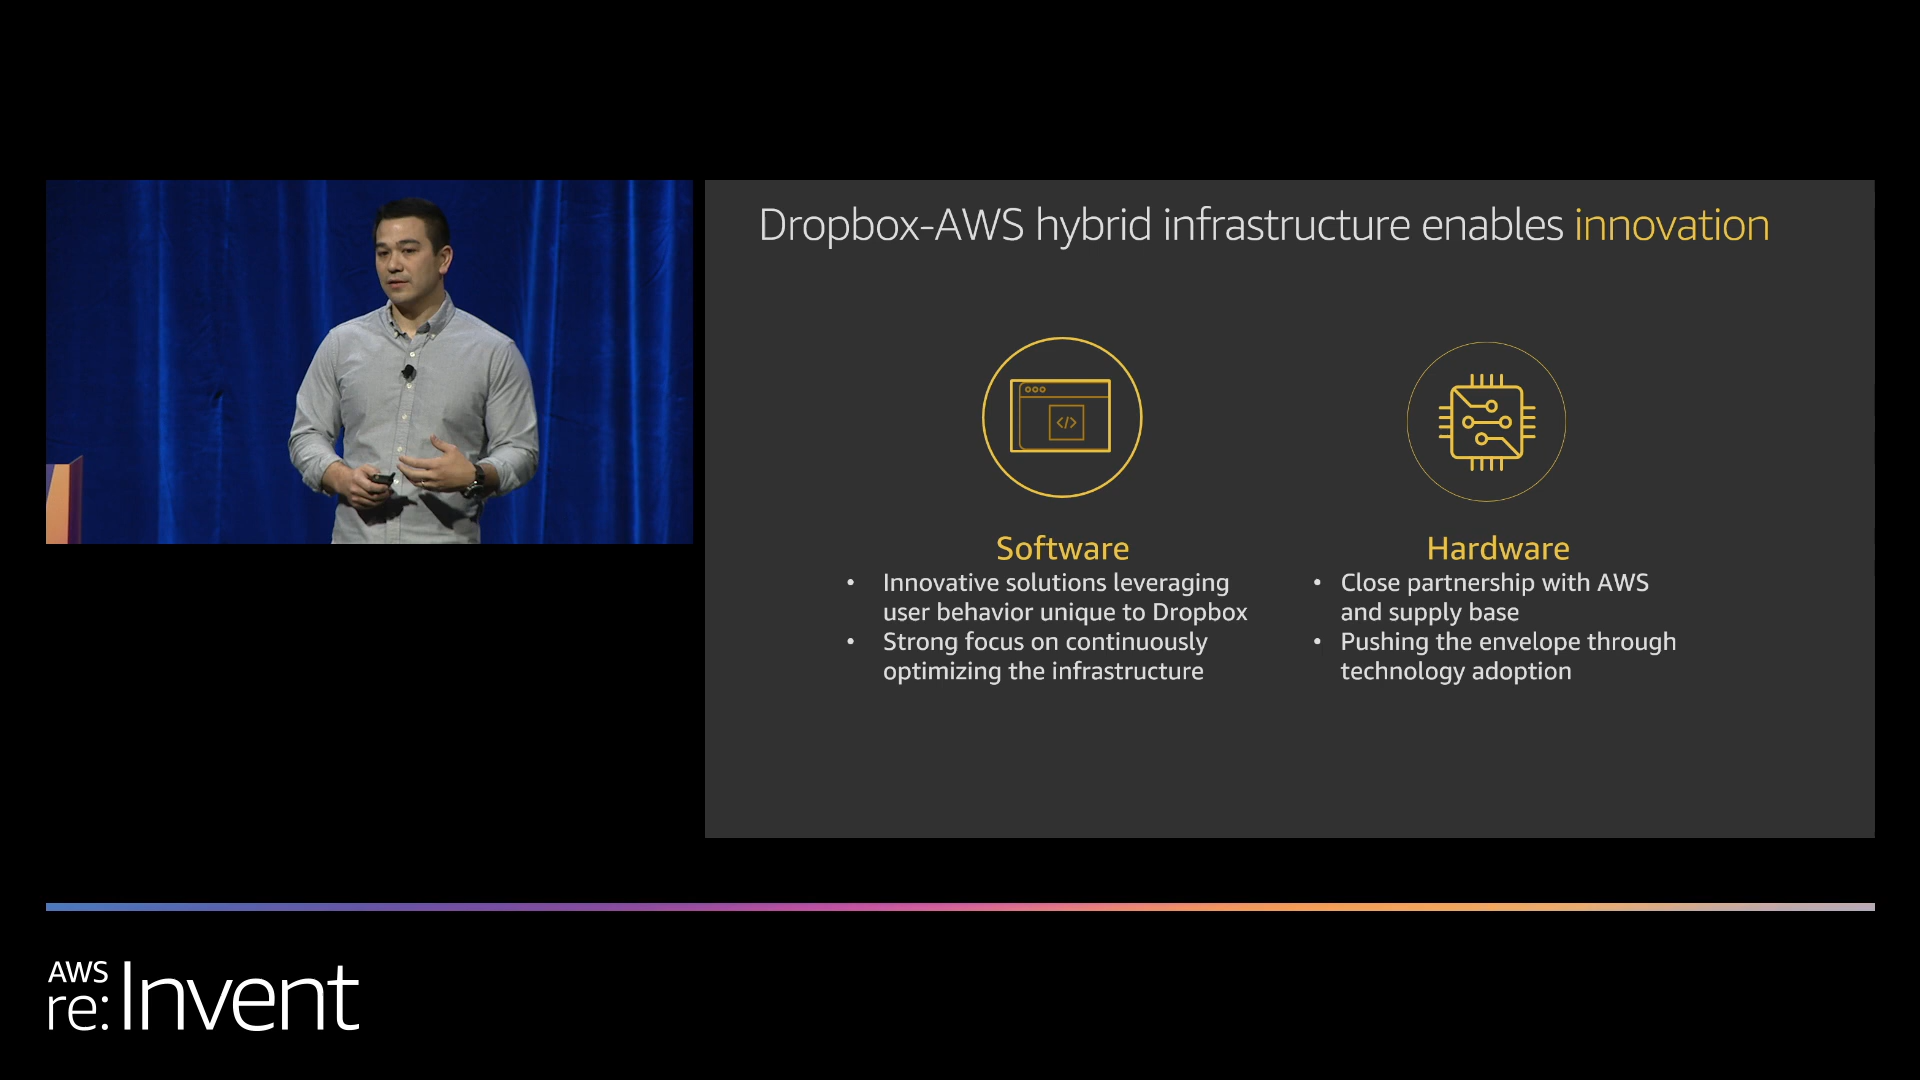 Dropbox-AWS hybrid infrastructure enables innovation
</>
Software
• Innovative solutions leveraging
user behavior unique to Dropbox
• Strong focus on continuously
optimizing the infrastructure
Hardware
• Close partnership with AWS
and supply base
• Pushing the envelope through
technology adoption
AWS
re:Invent